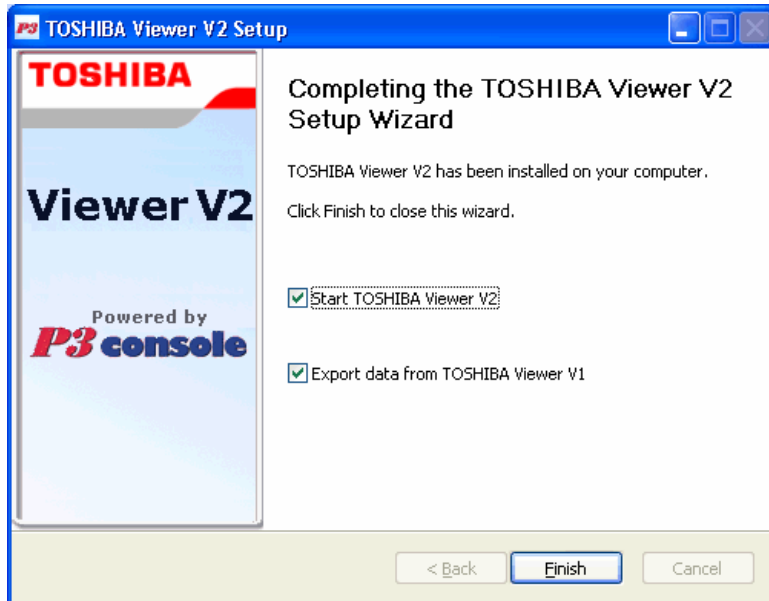 P3 TOSHIBA Viewer V2 Setup
TOSHIBA
Viewer V2
Powered by
P3 console
Completing the TOSHIBA Viewer V2
Setup Wizard
TOSHIBA Viewer V2 has been installed on your computer.
Click Finish to close this wizard.
Start TOSHIBA Viewer V2
Export data from TOSHIBA Viewer V1
< Back
Finish
Cancel